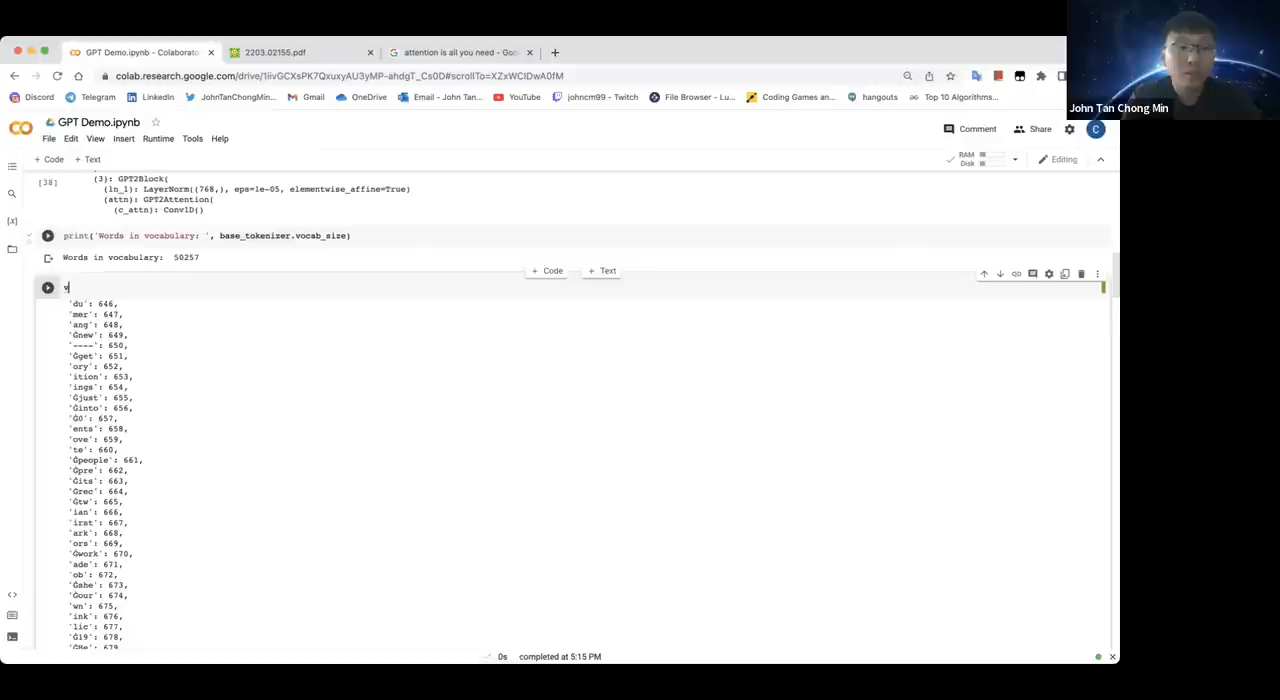 GPT Demo.ipynb - Colaborato
2203.02155.pdf
attention is all you need - Goo
colab.research.google.com/drive/1iivGCXsPK7QxuxyAU3yMP-ahdgT_Cs0D#scrollTo=XZxWCIDwA0fM
John Tan Chong Min
Discord Telegram LinkedIn JohnTanChongMin... Gmail OneDrive Email - John Tan... YouTube johncm99 - Twitch File Browser - Lu... Coding Games an... hangouts Top 10 Algorithms...
GPT Demo.ipynb
Comment Share C
File Edit View Insert Runtime Tools Help
+ Code + Text
RAM
Disk
Editing
[38]
(3): GPT2Block(
(ln_1): LayerNorm((768,), eps=1e-05, elementwise_affine=True)
(attn): GPT2Attention(
(c_attn): Conv1D()
print('Words in vocabulary: ', base_tokenizer.vocab_size)
Words in vocabulary:  50257
+ Code + Text
v
'du': 646,
'mer': 647,
'ang': 648,
'Ġnew': 649,
'----': 650,
'Ġget': 651,
'ory': 652,
'ition': 653,
'ings': 654,
'Ġjust': 655,
'Ġinto': 656,
'Ġ0': 657,
'ents': 658,
'ove': 659,
'te': 660,
'Ġpeople': 661,
'Ġpre': 662,
'Ġits': 663,
'Ġrec': 664,
'Ġtw': 665,
'ian': 666,
'irst': 667,
'ark': 668,
'ors': 669,
'Ġwork': 670,
'ade': 671,
'ob': 672,
'Ġshe': 673,
'Ġour': 674,
'wn': 675,
'ink': 676,
'lic': 677,
'Ġ19': 678,
'ĠHe': 679,
0s completed at 5:15 PM